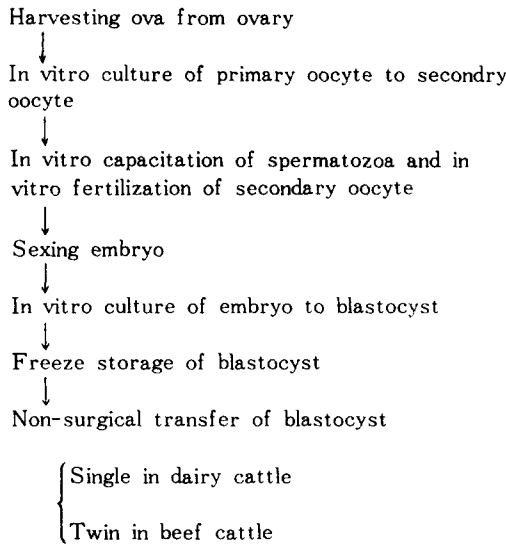 Harvesting ova from ovary
In vitro culture of primary oocyte to secondry
oocyte
In vitro capacitation of spermatozoa and in
vitro fertilization of secondary oocyte
Sexing embryo
In vitro culture of embryo to blastocyst
Freeze storage of blastocyst
Non-surgical transfer of blastocyst
Single in dairy cattle
Twin in beef cattle